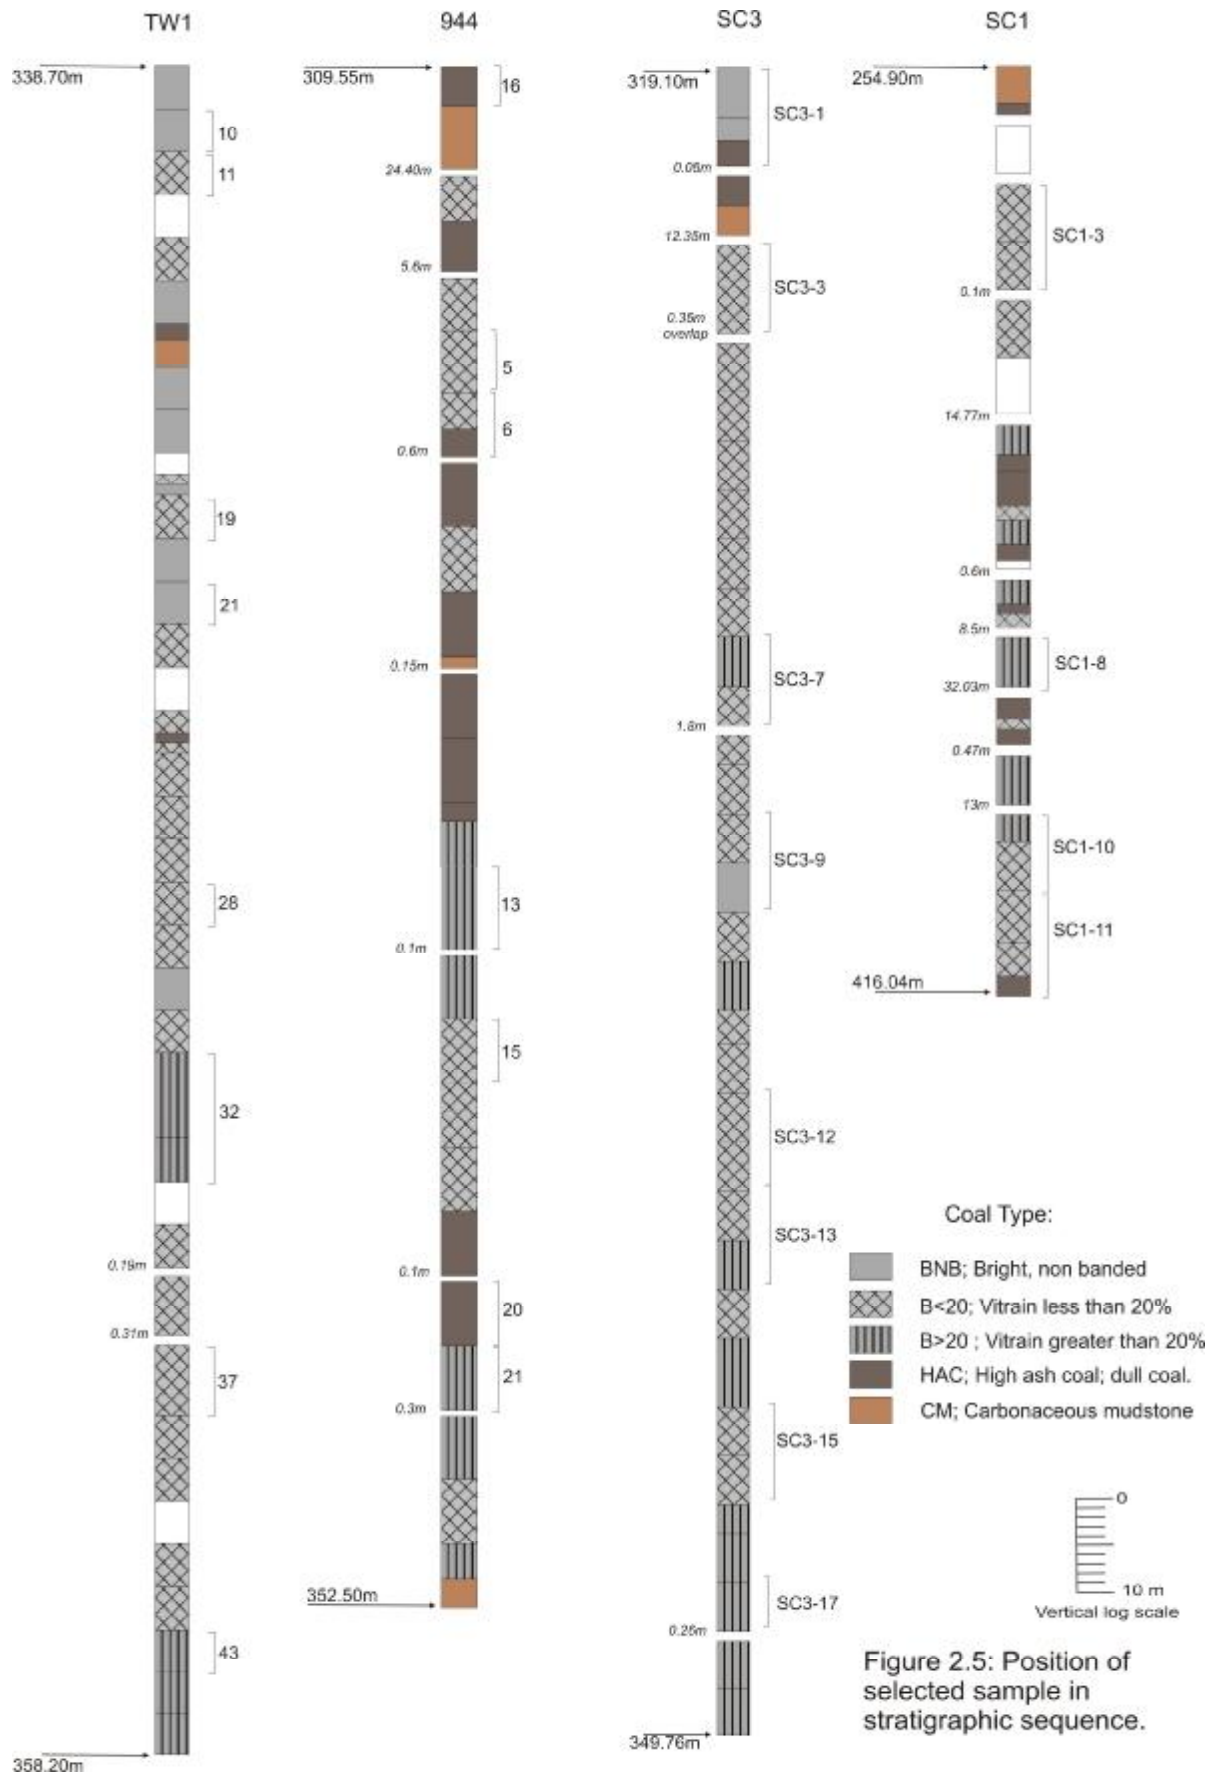 TW1
338.70m
10
11
19
21
28
32
0.19m
0.31m
37
43
358.20m
944
309.55m
16
24.40m
5.6m
5
6
0.6m
0.15m
13
0.1m
15
0.1m
20
21
0.3m
352.50m
SC3
319.10m
SC3-1
0.05m
12.35m
SC3-3
0.35m
overlap
SC3-7
1.8m
SC3-9
SC3-12
SC3-13
SC3-15
SC3-17
0.25m
349.76m
SC1
254.90m
SC1-3
0.1m
14.77m
0.6m
8.5m
SC1-8
32.03m
0.47m
13m
SC1-10
SC1-11
416.04m
Coal Type:
BNB; Bright, non banded
B<20; Vitrain less than 20%
B>20 ; Vitrain greater than 20%
HAC; High ash coal; dull coal.
CM; Carbonaceous mudstone
0
10 m
Vertical log scale
Figure 2.5: Position of
selected sample in
stratigraphic sequence.